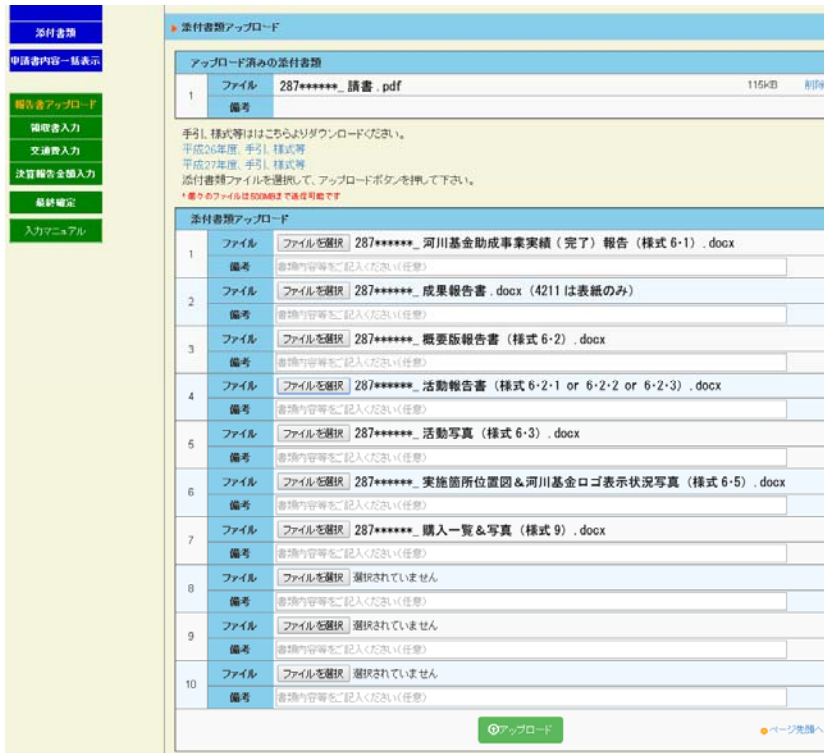 添付書類
申請書内容一括表示
報告書アップロード
領収書入力
交通費入力
決算報告金額入力
最終確定
入力マニュアル
添付書類アップロード
アップロード済みの添付書類
1
ファイル 287******_請書.pdf 115kB 削除
備考
手引、様式等ははこちらよりダウンロードください。
平成26年度、手引、様式等
平成27年度、手引、様式等
添付書類ファイルを選択して、アップロードボタンを押して下さい。
*個々のファイルは500MBまで送信可能です
添付書類アップロード
1
ファイル ファイルを選択 287******_河川基金助成事業実績(完了)報告(様式6・1).docx
備考 書類内容等をご記入ください(任意)
2
ファイル ファイルを選択 287******_成果報告書.docx(4211は表紙のみ)
備考 書類内容等をご記入ください(任意)
3
ファイル ファイルを選択 287******_概要版報告書(様式6・2).docx
備考 書類内容等をご記入ください(任意)
4
ファイル ファイルを選択 287******_活動報告書(様式6・2・1 or 6・2・2 or 6・2・3).docx
備考 書類内容等をご記入ください(任意)
5
ファイル ファイルを選択 287******_活動写真(様式6・3).docx
備考 書類内容等をご記入ください(任意)
6
ファイル ファイルを選択 287******_実施箇所位置図&河川基金ロゴ表示状況写真(様式6・5).docx
備考 書類内容等をご記入ください(任意)
7
ファイル ファイルを選択 287******_購入一覧&写真(様式9).docx
備考 書類内容等をご記入ください(任意)
8
ファイル ファイルを選択 選択されていません
備考 書類内容等をご記入ください(任意)
9
ファイル ファイルを選択 選択されていません
備考 書類内容等をご記入ください(任意)
10
ファイル ファイルを選択 選択されていません
備考 書類内容等をご記入ください(任意)
アップロード
ページ先頭へ